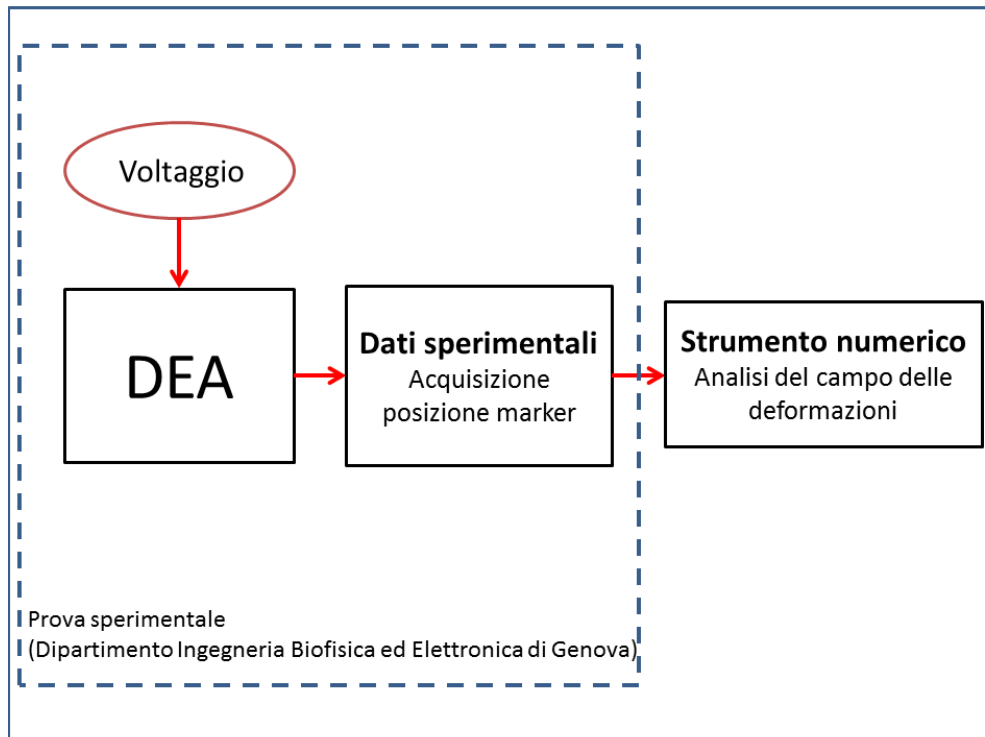 Voltaggio
DEA
Dati sperimentali
Acquisizione
posizione marker
Strumento numerico
Analisi del campo delle
deformazioni
Prova sperimentale
(Dipartimento Ingegneria Biofisica ed Elettronica di Genova)